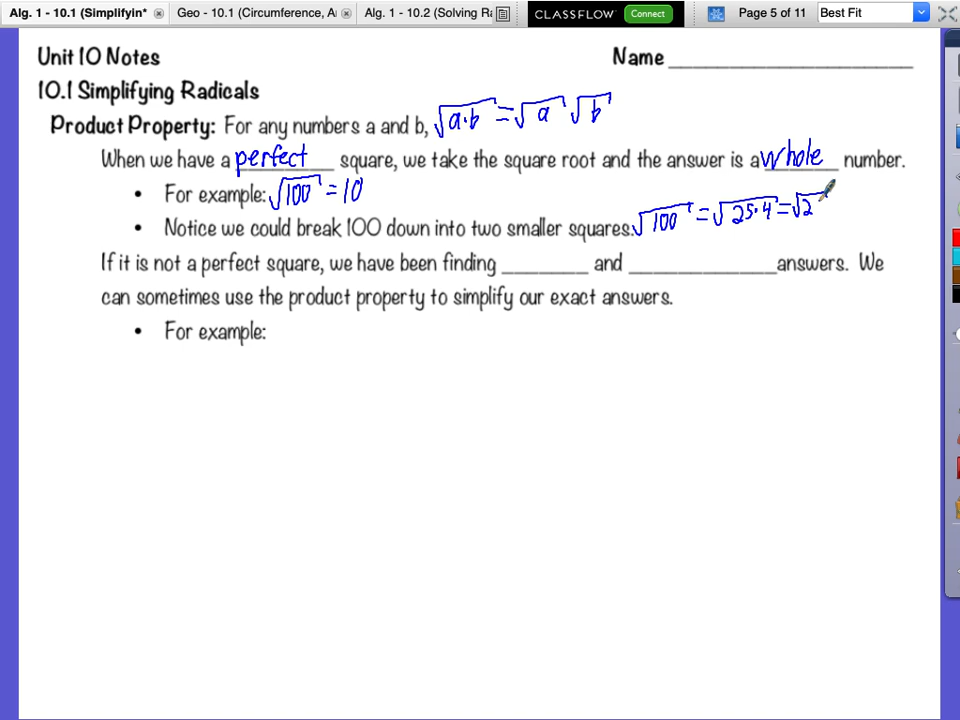 Alg. 1 - 10.1 (Simplifyin* Geo - 10.1 (Circumference, A Alg. 1 - 10.2 (Solving Ra CLASSFLOW Connect Page 5 of 11 Best Fit
Unit 10 Notes Name ____________________
10.1 Simplifying Radicals
Product Property: For any numbers a and b, √a·b = √a √b
When we have a perfect square, we take the square root and the answer is a whole number.
• For example: √100 = 10
• Notice we could break 100 down into two smaller squares. √100 = √25·4 = √2
If it is not a perfect square, we have been finding _______ and ____________ answers. We
can sometimes use the product property to simplify our exact answers.
• For example: